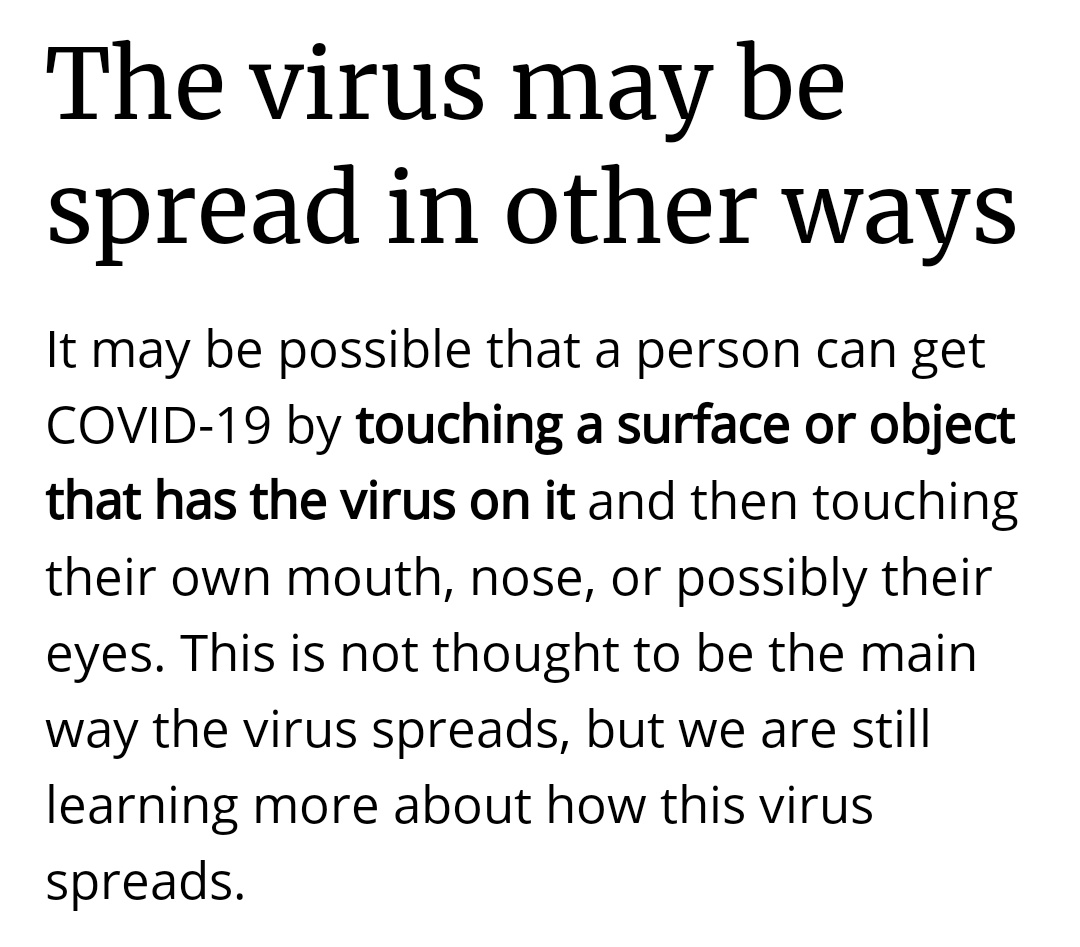 The virus may be
spread in other ways
It may be possible that a person can get
COVID-19 by touching a surface or object
that has the virus on it and then touching
their own mouth, nose, or possibly their
eyes. This is not thought to be the main
way the virus spreads, but we are still
learning more about how this virus
spreads.